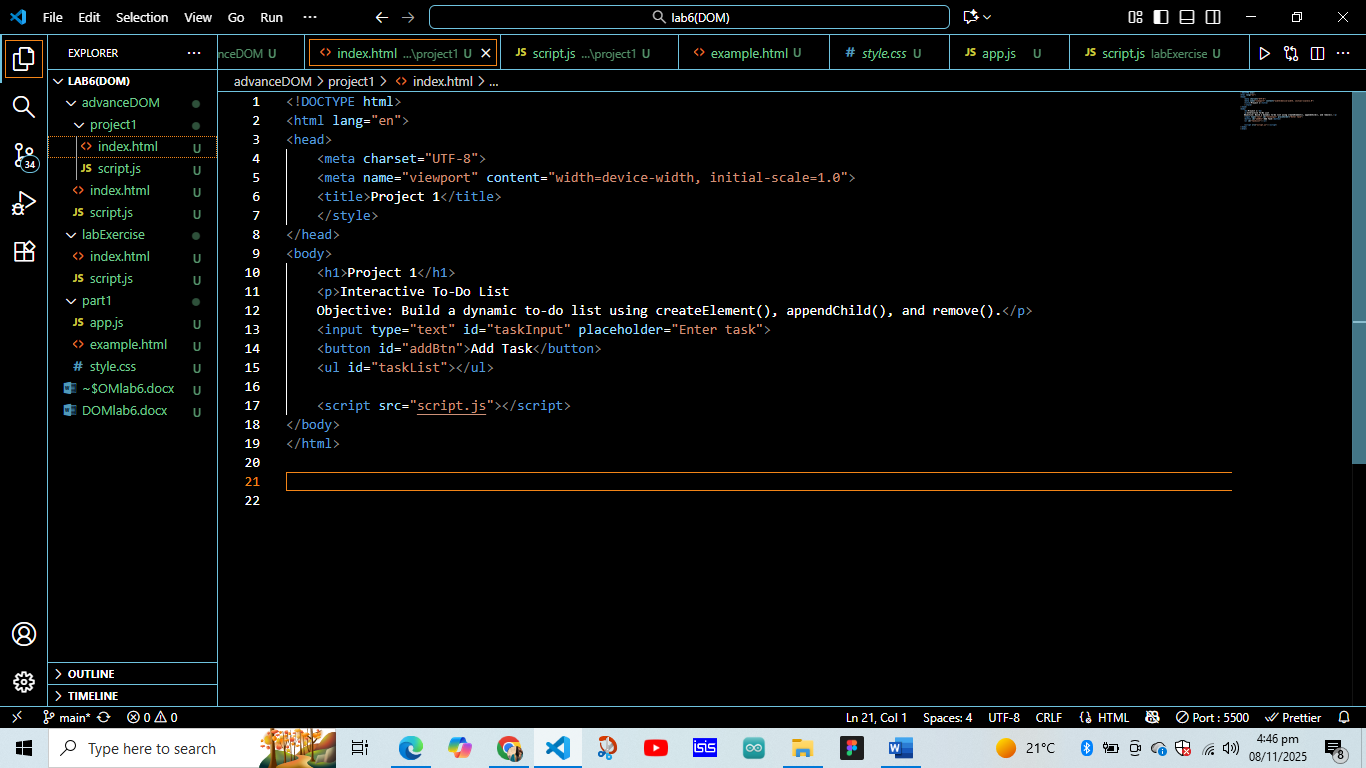 File Edit Selection View Go Run ···
lab6(DOM)
EXPLORER ···
anceDOM U
index.html ...\project1 U
script.js ...\project1 U
example.html U
style.css U
app.js U
script.js labExercise U
LAB6(DOM)
advanceDOM
project1
index.html U
script.js U
index.html U
script.js U
labExercise
index.html U
script.js U
part1
app.js U
example.html U
style.css U
~$OMlab6.docx U
DOMlab6.docx U
OUTLINE
TIMELINE
34
advanceDOM > project1 > index.html > ...
1 <!DOCTYPE html>
2 <html lang="en">
3 <head>
4 <meta charset="UTF-8">
5 <meta name="viewport" content="width=device-width, initial-scale=1.0">
6 <title>Project 1</title>
7 </style>
8 </head>
9 <body>
10 <h1>Project 1</h1>
11 <p>Interactive To-Do List
12 Objective: Build a dynamic to-do list using createElement(), appendChild(), and remove().</p>
13 <input type="text" id="taskInput" placeholder="Enter task">
14 <button id="addBtn">Add Task</button>
15 <ul id="taskList"></ul>
16
17 <script src="script.js"></script>
18 </body>
19 </html>
20
21
22
main* 0 0
Ln 21, Col 1 Spaces: 4 UTF-8 CRLF {} HTML Port : 5500 Prettier
Type here to search
21°C
4:46 pm
08/11/2025
8